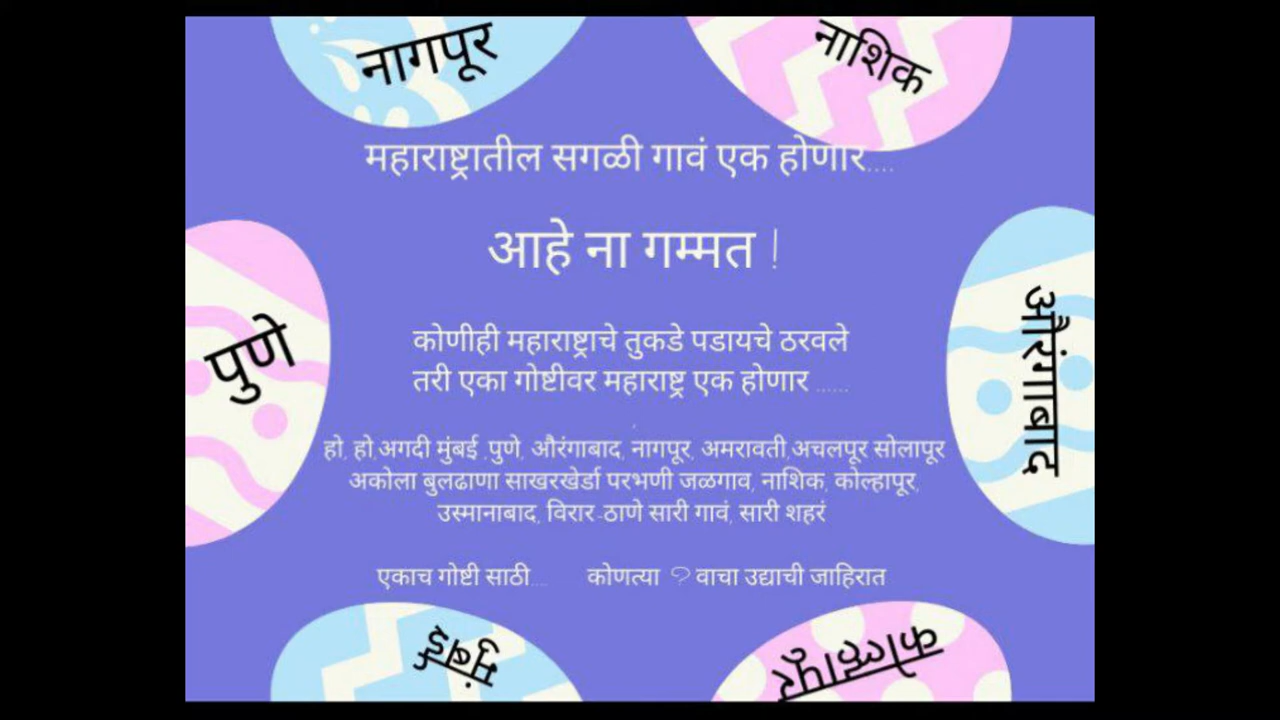 नागपूर
नाशिक
महाराष्ट्रातील सगळी गावं एक होणार....
आहे ना गम्मत !
पुणे
औरंगाबाद
कोणीही महाराष्ट्राचे तुकडे पडायचे ठरवले
तरी एका गोष्टीवर महाराष्ट्र एक होणार ......
हो, हो,अगदी मुंबई ,पुणे, औरंगाबाद, नागपूर, अमरावती,अचलपूर सोलापूर
अकोला बुलढाणा साखरखेर्डा परभणी जळगाव, नाशिक, कोल्हापूर,
उस्मानाबाद, विरार-ठाणे सारी गावं, सारी शहरं
एकाच गोष्टी साठी.... कोणत्या ? वाचा उद्याची जाहिरात
मुंबई
कोल्हापूर